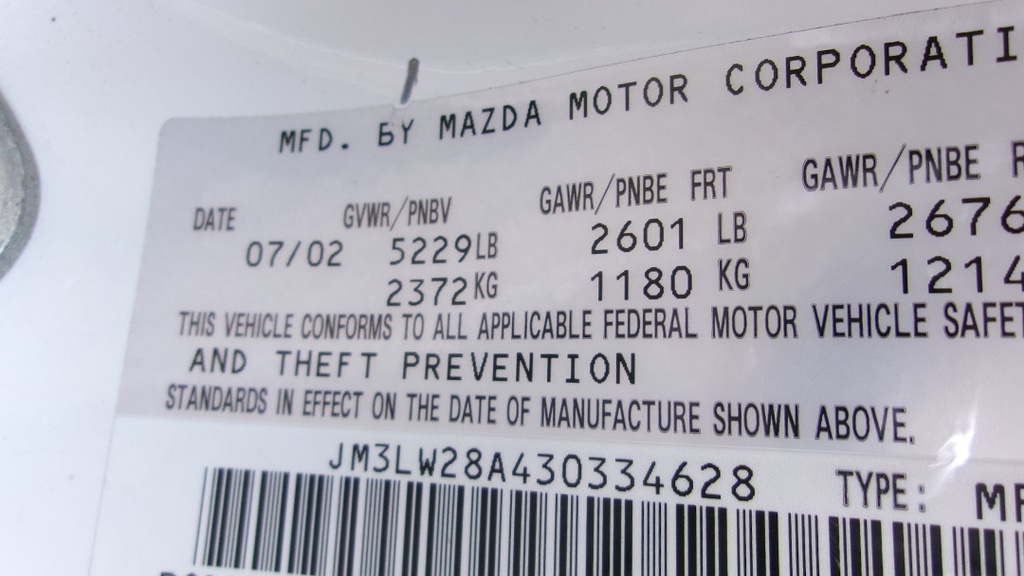 MFD. BY MAZDA MOTOR CORPORATI
DATE GVWR/PNBV GAWR/PNBE FRT GAWR/PNBE R
07/02 5229LB 2601 LB 2676
2372KG 1180 KG 1214
THIS VEHICLE CONFORMS TO ALL APPLICABLE FEDERAL MOTOR VEHICLE SAFET
AND THEFT PREVENTION
STANDARDS IN EFFECT ON THE DATE OF MANUFACTURE SHOWN ABOVE.
JM3LW28A430334628 TYPE: